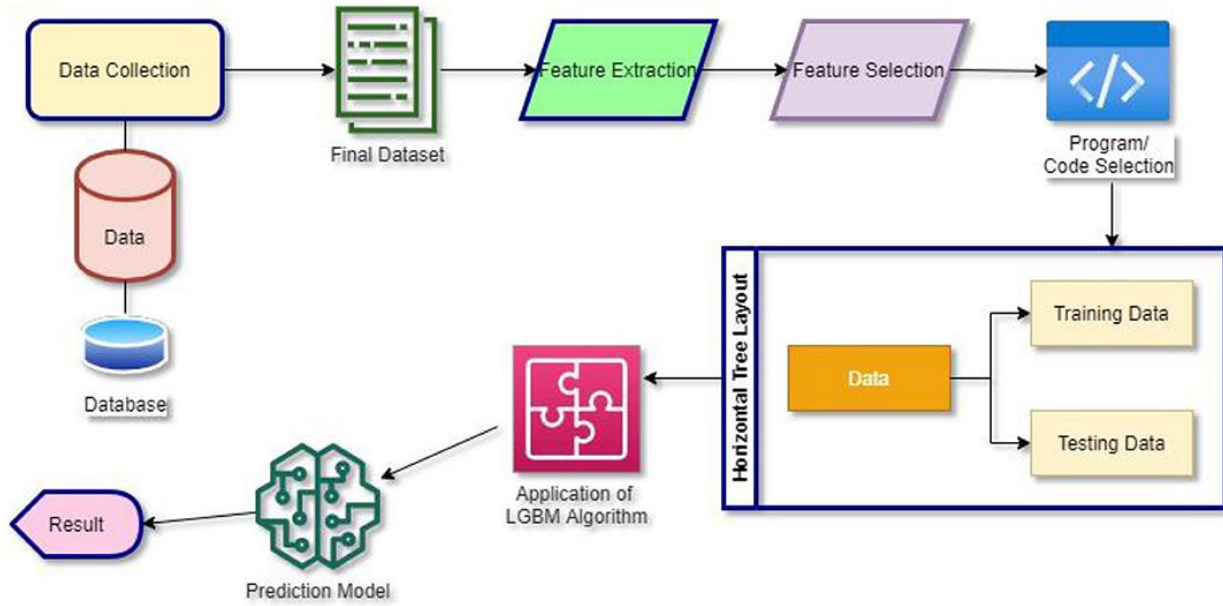 Data Collection
Final Dataset
Feature Extraction
Feature Selection
Program/
Code Selection
Data
Database
Horizontal Tree Layout
Data
Training Data
Testing Data
Application of
LGBM Algorithm
Prediction Model
Result